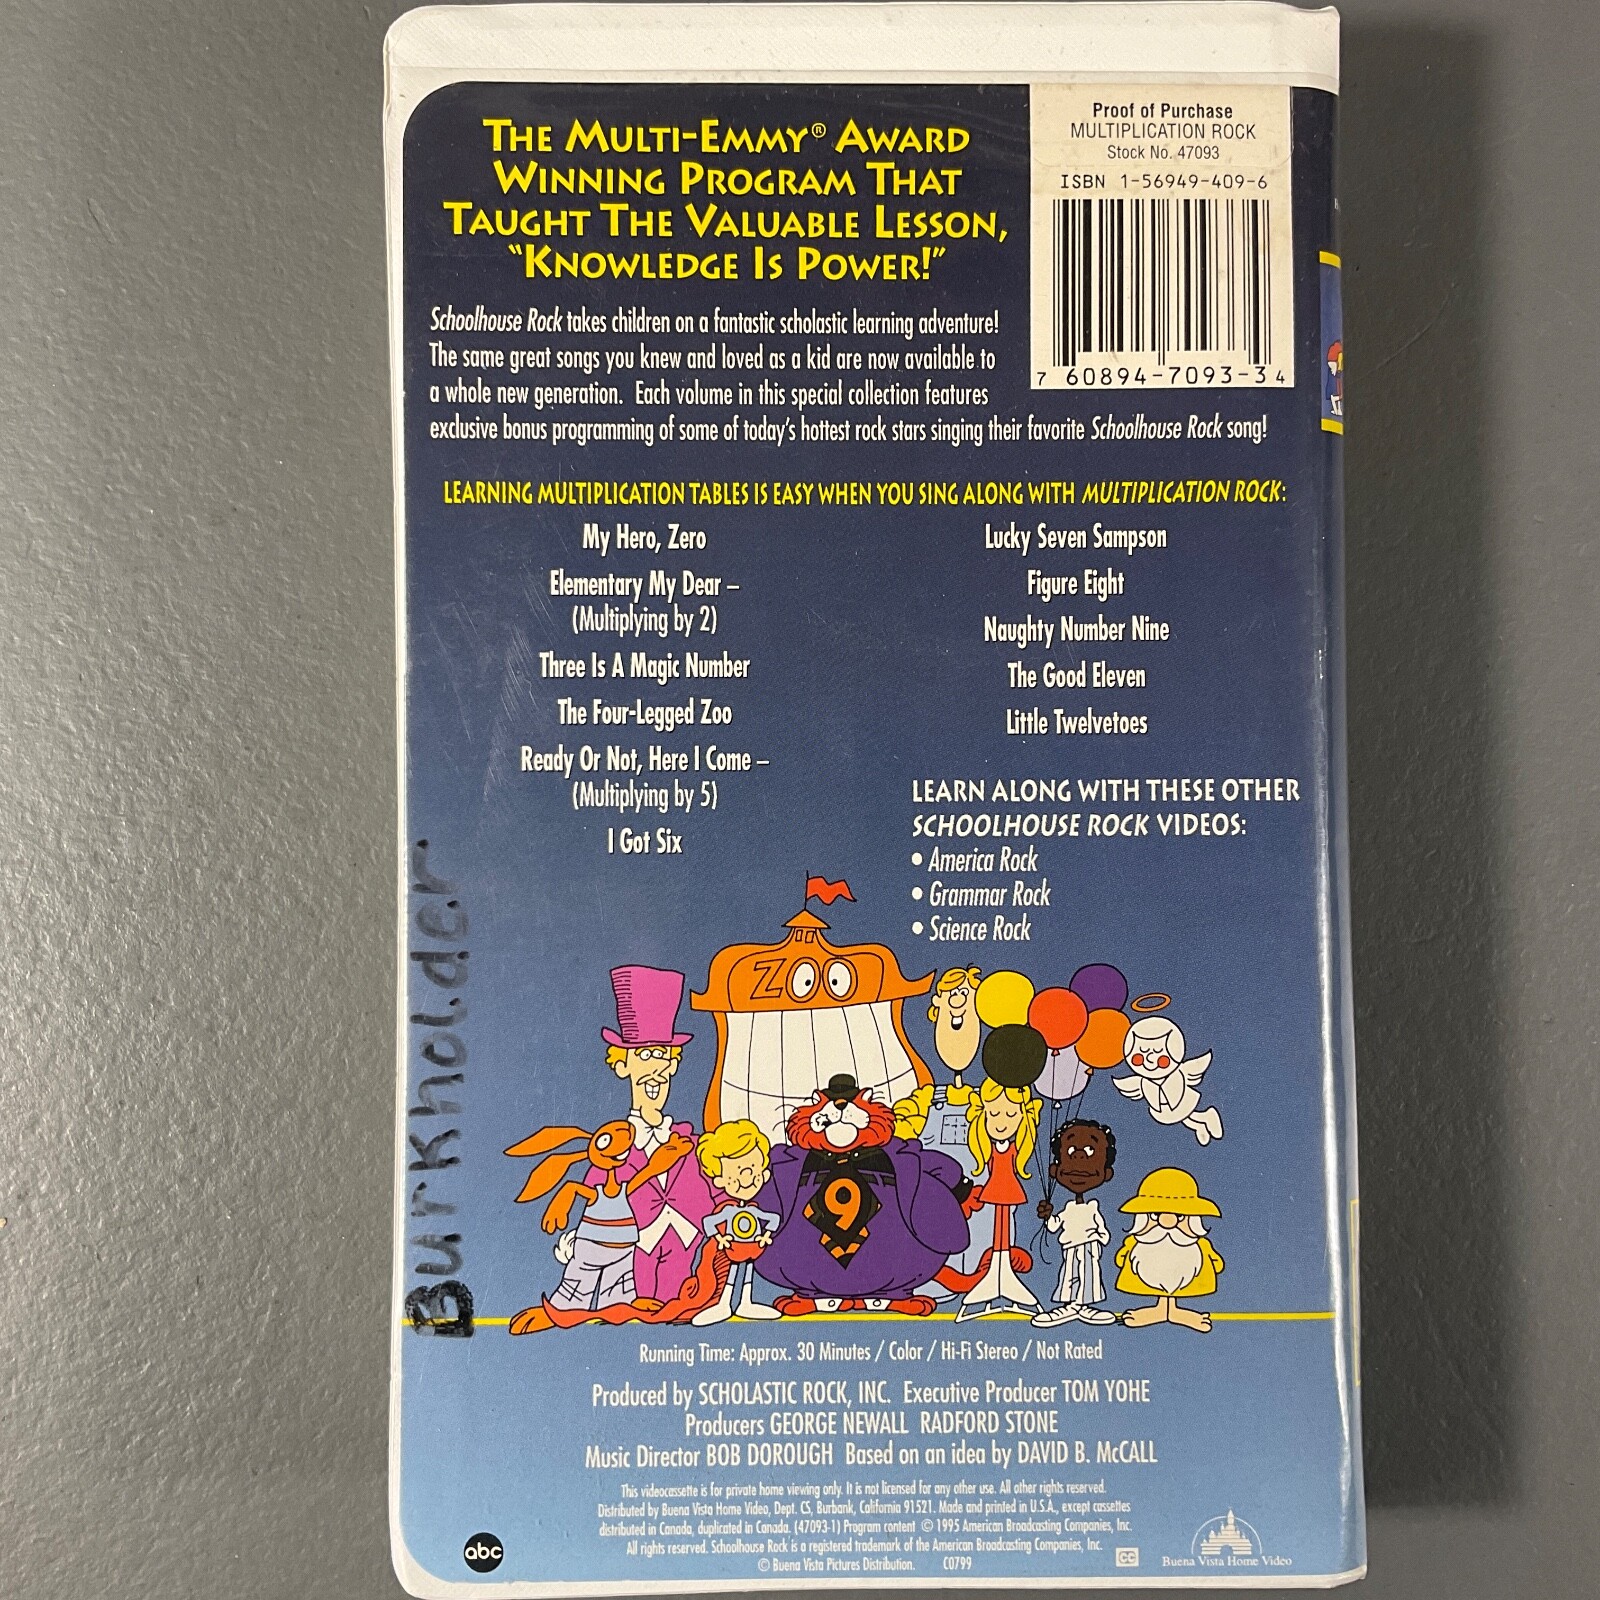 THE MULTI-EMMY® AWARD
WINNING PROGRAM THAT
TAUGHT THE VALUABLE LESSON,
"KNOWLEDGE IS POWER!"
Proof of Purchase
MULTIPLICATION ROCK
Stock No. 47093
ISBN 1-56949-409-6
7 60894-7093-3 4
Schoolhouse Rock takes children on a fantastic scholastic learning adventure!
The same great songs you knew and loved as a kid are now available to
a whole new generation. Each volume in this special collection features
exclusive bonus programming of some of today's hottest rock stars singing their favorite Schoolhouse Rock song!
LEARNING MULTIPLICATION TABLES IS EASY WHEN YOU SING ALONG WITH MULTIPLICATION ROCK:
My Hero, Zero
Elementary My Dear –
(Multiplying by 2)
Three Is A Magic Number
The Four-Legged Zoo
Ready Or Not, Here I Come –
(Multiplying by 5)
I Got Six
Lucky Seven Sampson
Figure Eight
Naughty Number Nine
The Good Eleven
Little Twelvetoes
LEARN ALONG WITH THESE OTHER
SCHOOLHOUSE ROCK VIDEOS:
• America Rock
• Grammar Rock
• Science Rock
Burkholder
ZOO
0
9
Running Time: Approx. 30 Minutes / Color / Hi-Fi Stereo / Not Rated
Produced by SCHOLASTIC ROCK, INC. Executive Producer TOM YOHE
Producers GEORGE NEWALL RADFORD STONE
Music Director BOB DOROUGH Based on an idea by DAVID B. McCALL
This videocassette is for private home viewing only. It is not licensed for any other use. All other rights reserved.
Distributed by Buena Vista Home Video, Dept. CS, Burbank, California 91521. Made and printed in U.S.A., except cassettes
distributed in Canada, duplicated in Canada. (47093-1) Program content © 1995 American Broadcasting Companies, Inc.
All rights reserved. Schoolhouse Rock is a registered trademark of the American Broadcasting Companies, Inc.
© Buena Vista Pictures Distribution. C0799
abc
CC
Buena Vista Home Video